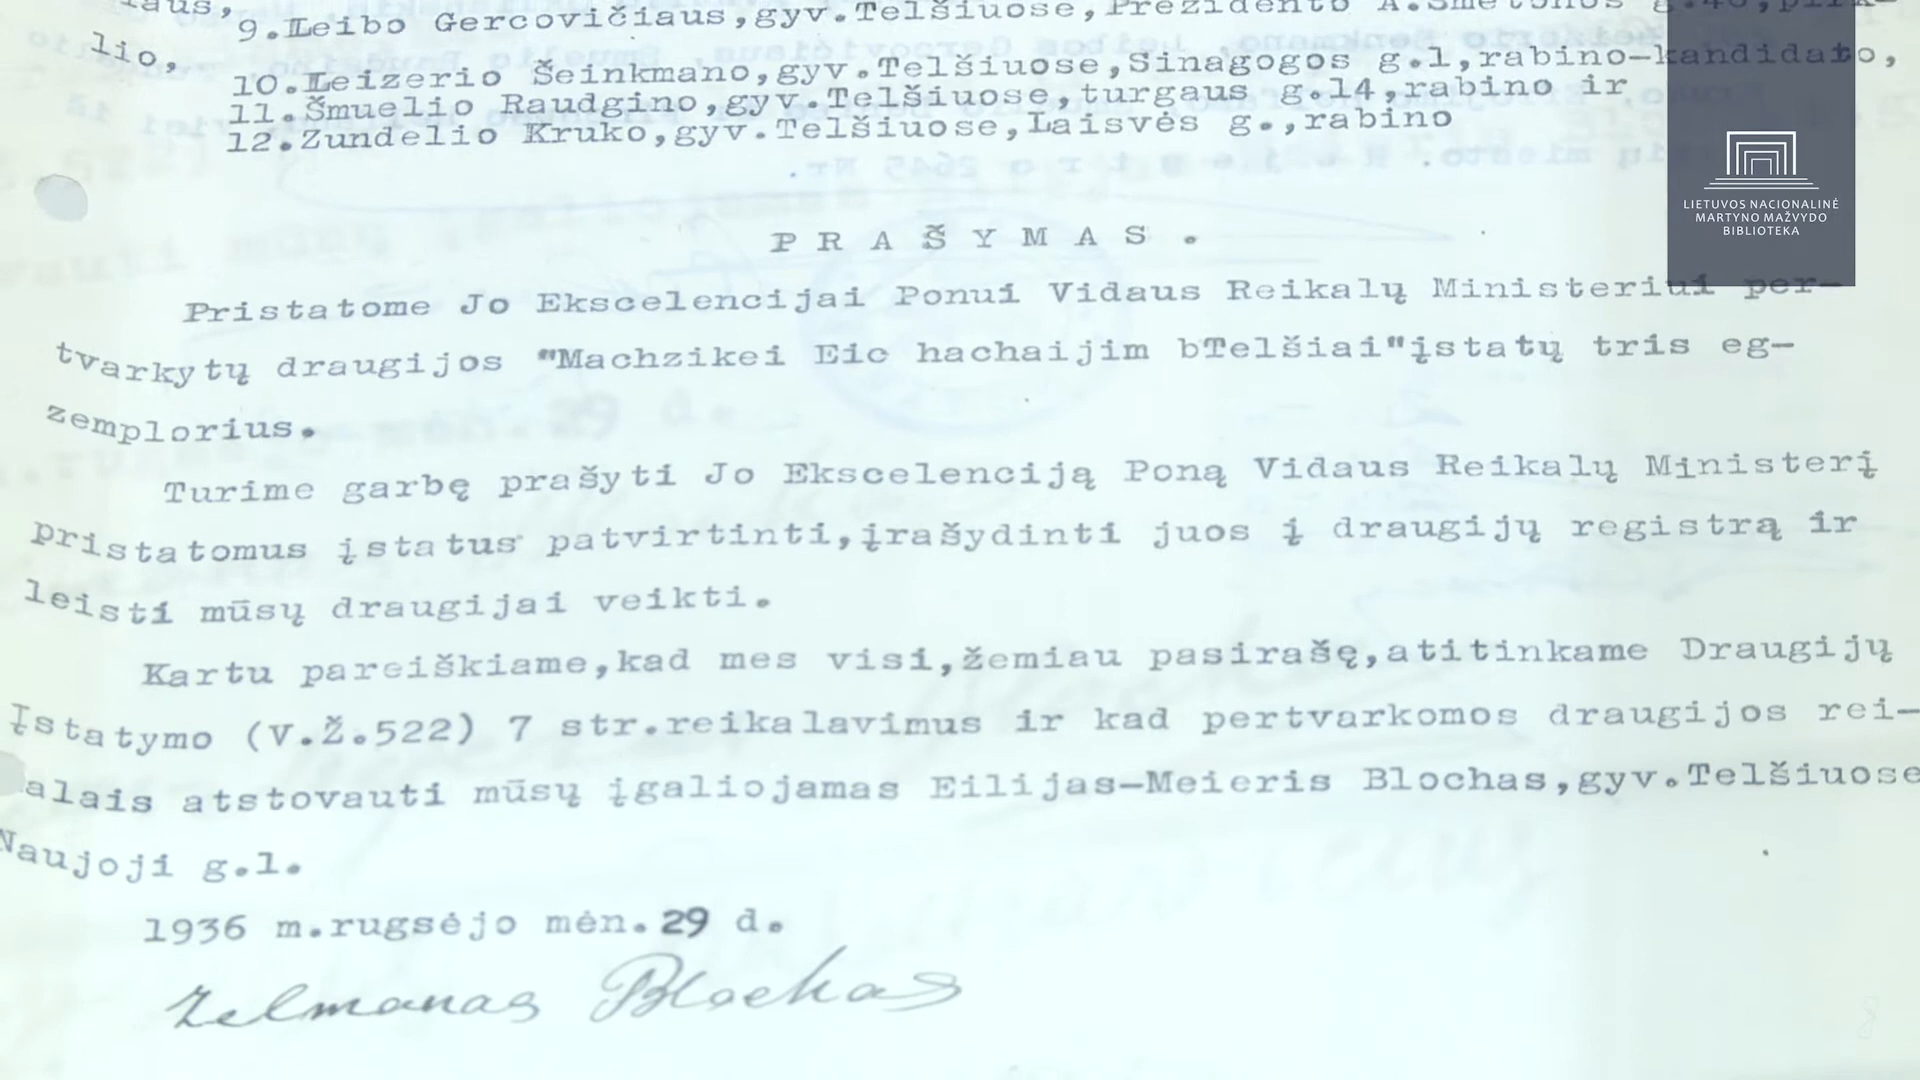 9.Leibo Gercovičiaus,gyv.Telšiuose,Prezidento A.Smetonos g.46,pirk-
lio,
10.Leizerio Šeinkmano,gyv.Telšiuose,Sinagogos g.1,rabino-kandidato,
11.Šmuelio Raudgino,gyv.Telšiuose,turgaus g.14,rabino ir
12.Zundelio Kruko,gyv.Telšiuose,Laisvės g.,rabino
LIETUVOS NACIONALINĖ
MARTYNO MAŽVYDO
BIBLIOTEKA
PRAŠYMAS.
Pristatome Jo Ekscelencijai Ponui Vidaus Reikalų Ministeriui per-
tvarkytų draugijos "Machzikei Eic hachaijim bTelšiai"įstatų tris eg-
zemplorius.
Turime garbę prašyti Jo Ekscelenciją Poną Vidaus Reikalų Ministerį
pristatomus įstatus patvirtinti,įrašydinti juos į draugijų registrą ir
leisti mūsų draugijai veikti.
Kartu pareiškiame,kad mes visi,žemiau pasirašę,atitinkame Draugijų
Įstatymo (V.Ž.522) 7 str.reikalavimus ir kad pertvarkomos draugijos rei-
alais atstovauti mūsų įgaliojamas Eilijas-Meieris Blochas,gyv.Telšiuose
Naujoji g.1.
1936 m.rugsėjo mėn.29 d.
Zelmanas Blochas